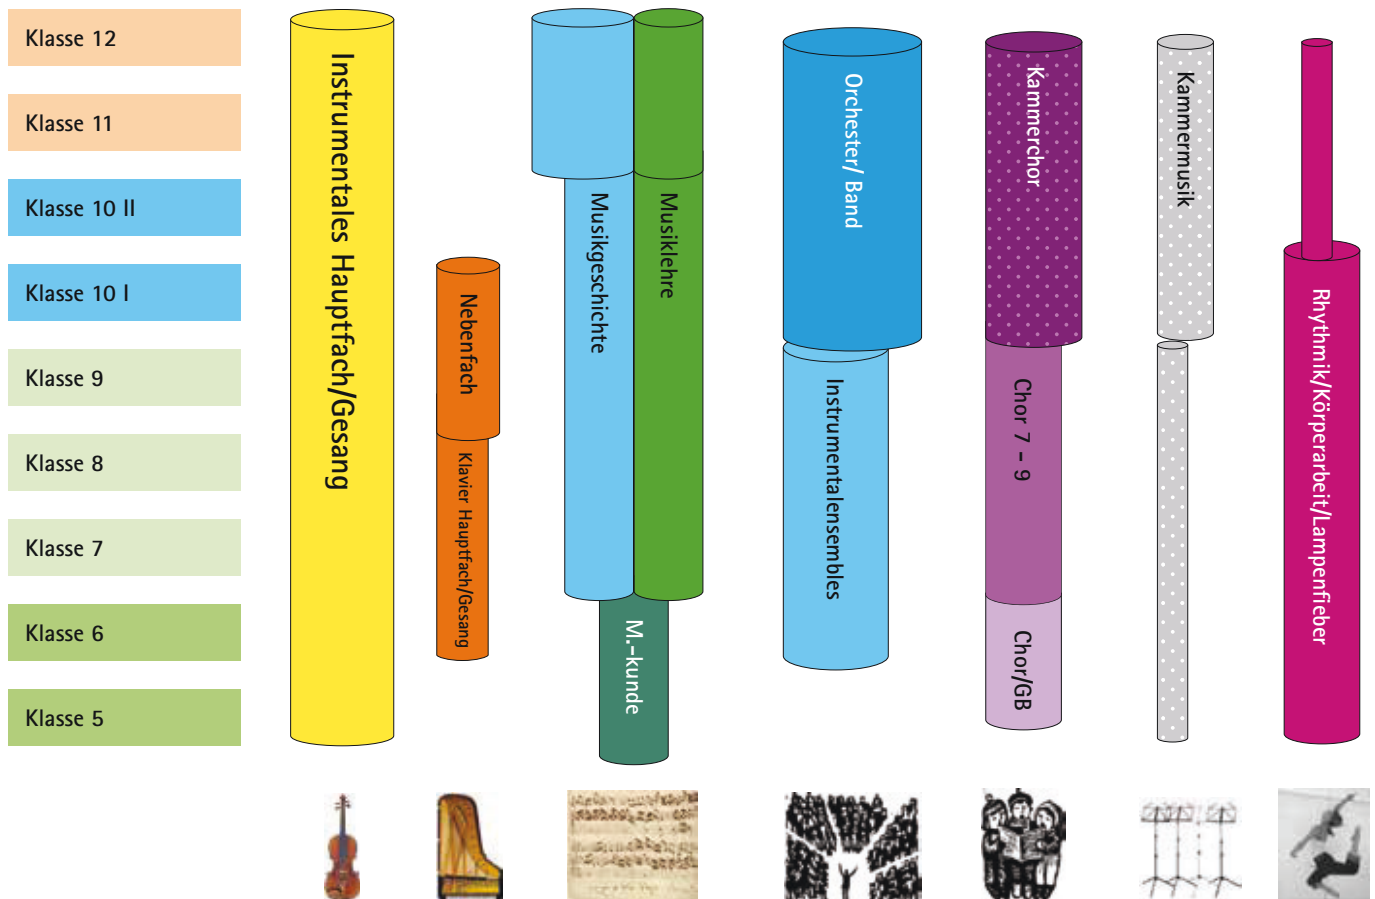 Klasse 12
Klasse 11
Klasse 10 II
Klasse 10 I
Klasse 9
Klasse 8
Klasse 7
Klasse 6
Klasse 5
Instrumentales Hauptfach/Gesang
Nebenfach
Klavier Hauptfach/Gesang
Musikgeschichte
Musiklehre
M.-kunde
Orchester/ Band
Instrumentalensembles
Kammerchor
Chor 7 - 9
Chor/GB
Kammermusik
Rhythmik/Körperarbeit/Lampenfieber